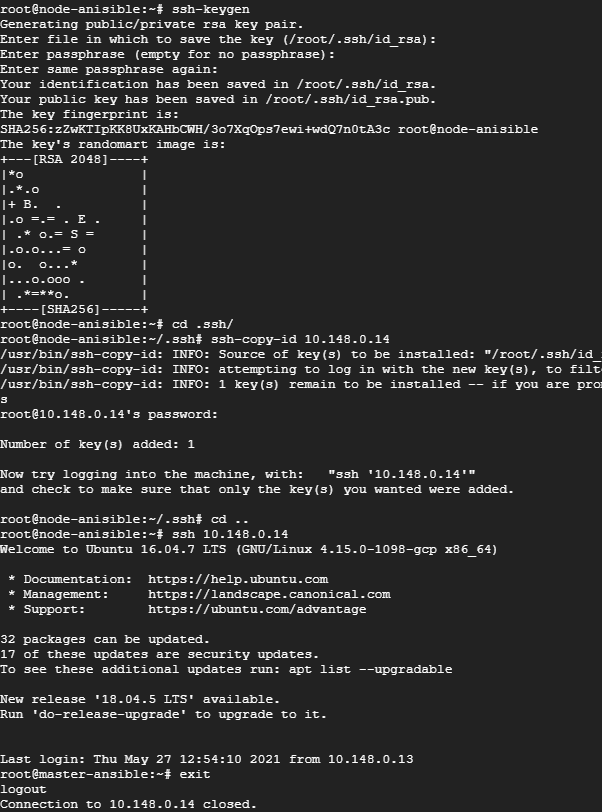 root@node-anisible:~# ssh-keygen
Generating public/private rsa key pair.
Enter file in which to save the key (/root/.ssh/id_rsa):
Enter passphrase (empty for no passphrase):
Enter same passphrase again:
Your identification has been saved in /root/.ssh/id_rsa.
Your public key has been saved in /root/.ssh/id_rsa.pub.
The key fingerprint is:
SHA256:zZwKTIpKK8UxKAHbCWH/3o7XqOps7ewi+wdQ7n0tA3c root@node-anisible
The key's randomart image is:
+---[RSA 2048]----+
|*o               |
|.*.o             |
|+ B.  .          |
|.o =.= . E .     |
| .* o.= S =      |
|.o.o...= o       |
|o.  o...*        |
|...o.ooo .       |
| .*=**o.         |
+----[SHA256]-----+
root@node-anisible:~# cd .ssh/
root@node-anisible:~/.ssh# ssh-copy-id 10.148.0.14
/usr/bin/ssh-copy-id: INFO: Source of key(s) to be installed: "/root/.ssh/id_
/usr/bin/ssh-copy-id: INFO: attempting to log in with the new key(s), to filt
/usr/bin/ssh-copy-id: INFO: 1 key(s) remain to be installed -- if you are pro
s
root@10.148.0.14's password:
Number of key(s) added: 1
Now try logging into the machine, with:   "ssh '10.148.0.14'"
and check to make sure that only the key(s) you wanted were added.
root@node-anisible:~/.ssh# cd ..
root@node-anisible:~# ssh 10.148.0.14
Welcome to Ubuntu 16.04.7 LTS (GNU/Linux 4.15.0-1098-gcp x86_64)
 * Documentation:  https://help.ubuntu.com
 * Management:     https://landscape.canonical.com
 * Support:        https://ubuntu.com/advantage
32 packages can be updated.
17 of these updates are security updates.
To see these additional updates run: apt list --upgradable
New release '18.04.5 LTS' available.
Run 'do-release-upgrade' to upgrade to it.
Last login: Thu May 27 12:54:10 2021 from 10.148.0.13
root@master-ansible:~# exit
logout
Connection to 10.148.0.14 closed.